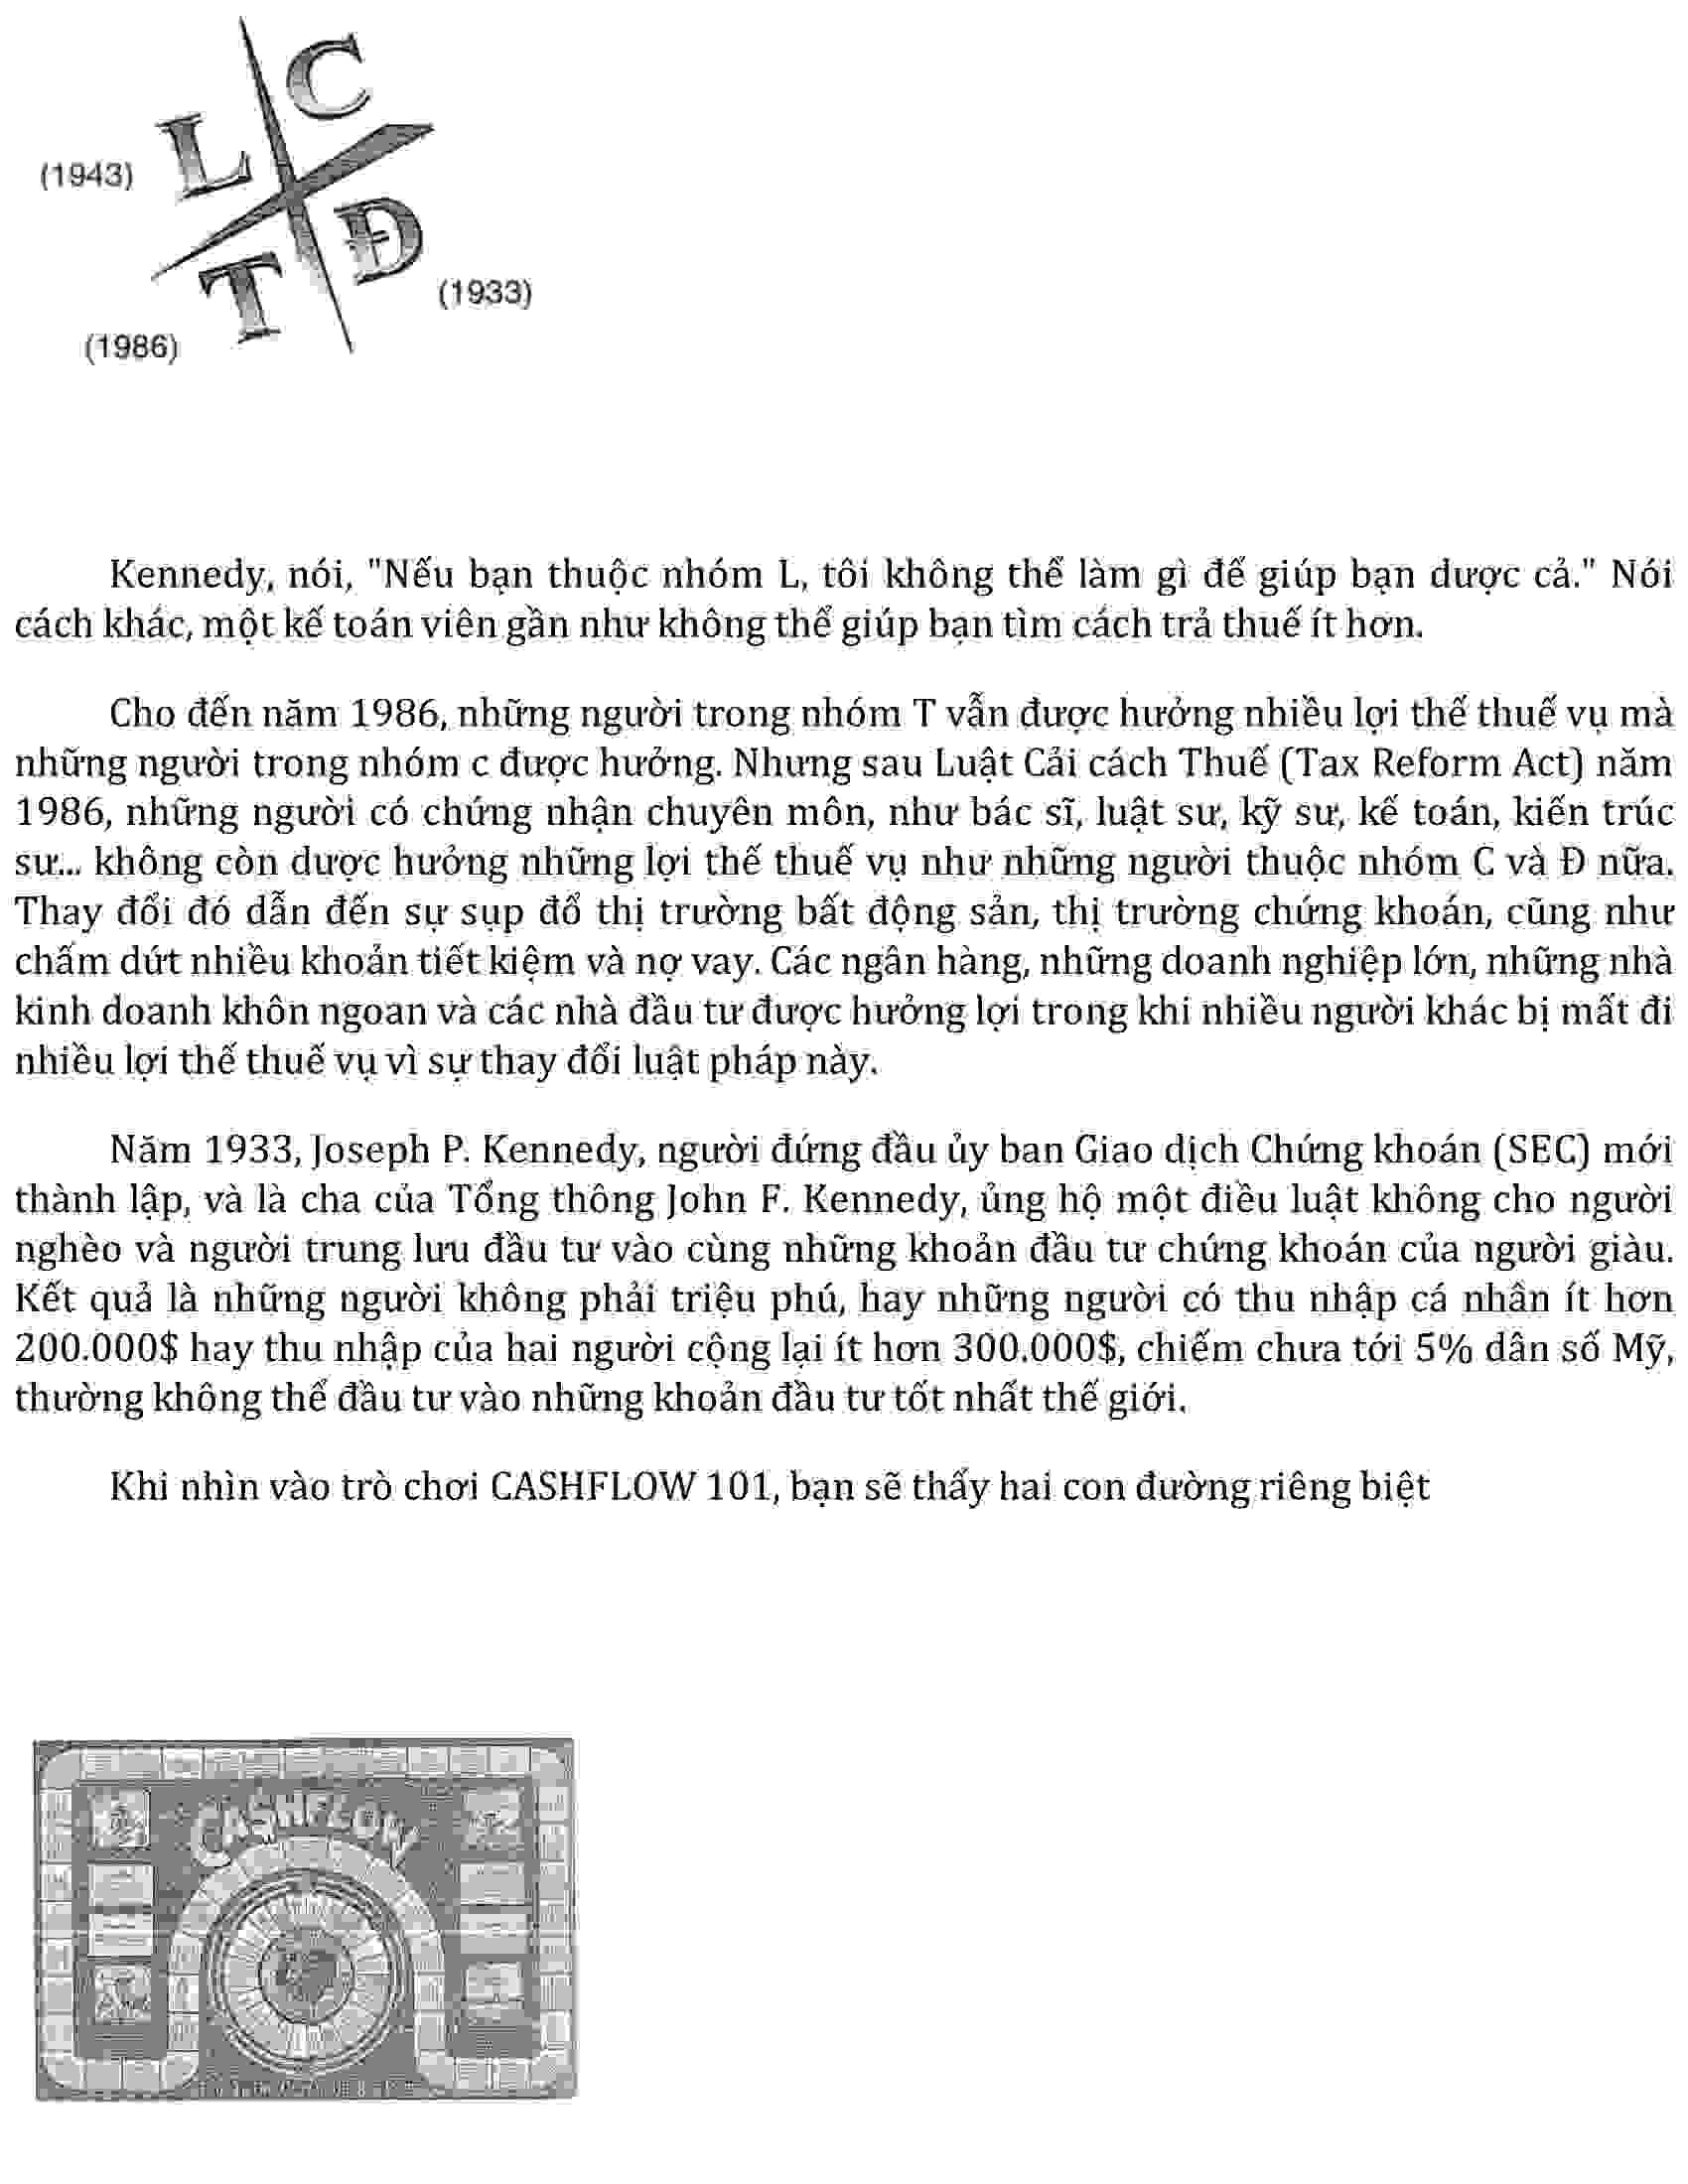 C
L
(1943)
Đ
T
(1933)
(1986)
Kennedy, nói, "Nếu bạn thuộc nhóm L, tôi không thể làm gì để giúp bạn dược cả." Nói
cách khác, một kế toán viên gần như không thể giúp bạn tìm cách trả thuế ít hơn.
Cho đến năm 1986, những người trong nhóm T vẫn được hưởng nhiều lợi thế thuế vụ mà
những người trong nhóm c được hưởng. Nhưng sau Luật Cải cách Thuế (Tax Reform Act) năm
1986, những người có chứng nhận chuyên môn, như bác sĩ, luật sư, kỹ sư, kế toán, kiến trúc
sư... không còn dược hưởng những lợi thế thuế vụ như những người thuộc nhóm C và Đ nữa.
Thay đổi đó dẫn đến sự sụp đổ thị trường bất động sản, thị trường chứng khoán, cũng như
chấm dứt nhiều khoản tiết kiệm và nợ vay. Các ngân hàng, những doanh nghiệp lớn, những nhà
kinh doanh khôn ngoan và các nhà đầu tư được hưởng lợi trong khi nhiều người khác bị mất đi
nhiều lợi thế thuế vụ vì sự thay đổi luật pháp này.
Năm 1933, Joseph P. Kennedy, người đứng đầu ủy ban Giao dịch Chứng khoán (SEC) mới
thành lập, và là cha của Tổng thông John F. Kennedy, ủng hộ một điều luật không cho người
nghèo và người trung lưu đầu tư vào cùng những khoản đầu tư chứng khoán của người giàu.
Kết quả là những người không phải triệu phú, hay những người có thu nhập cá nhân ít hơn
200.000$ hay thu nhập của hai người cộng lại ít hơn 300.000$, chiếm chưa tới 5% dân số Mỹ,
thường không thể đầu tư vào những khoản đầu tư tốt nhất thế giới.
Khi nhìn vào trò chơi CASHFLOW 101, bạn sẽ thấy hai con đường riêng biệt
CASHFLOW